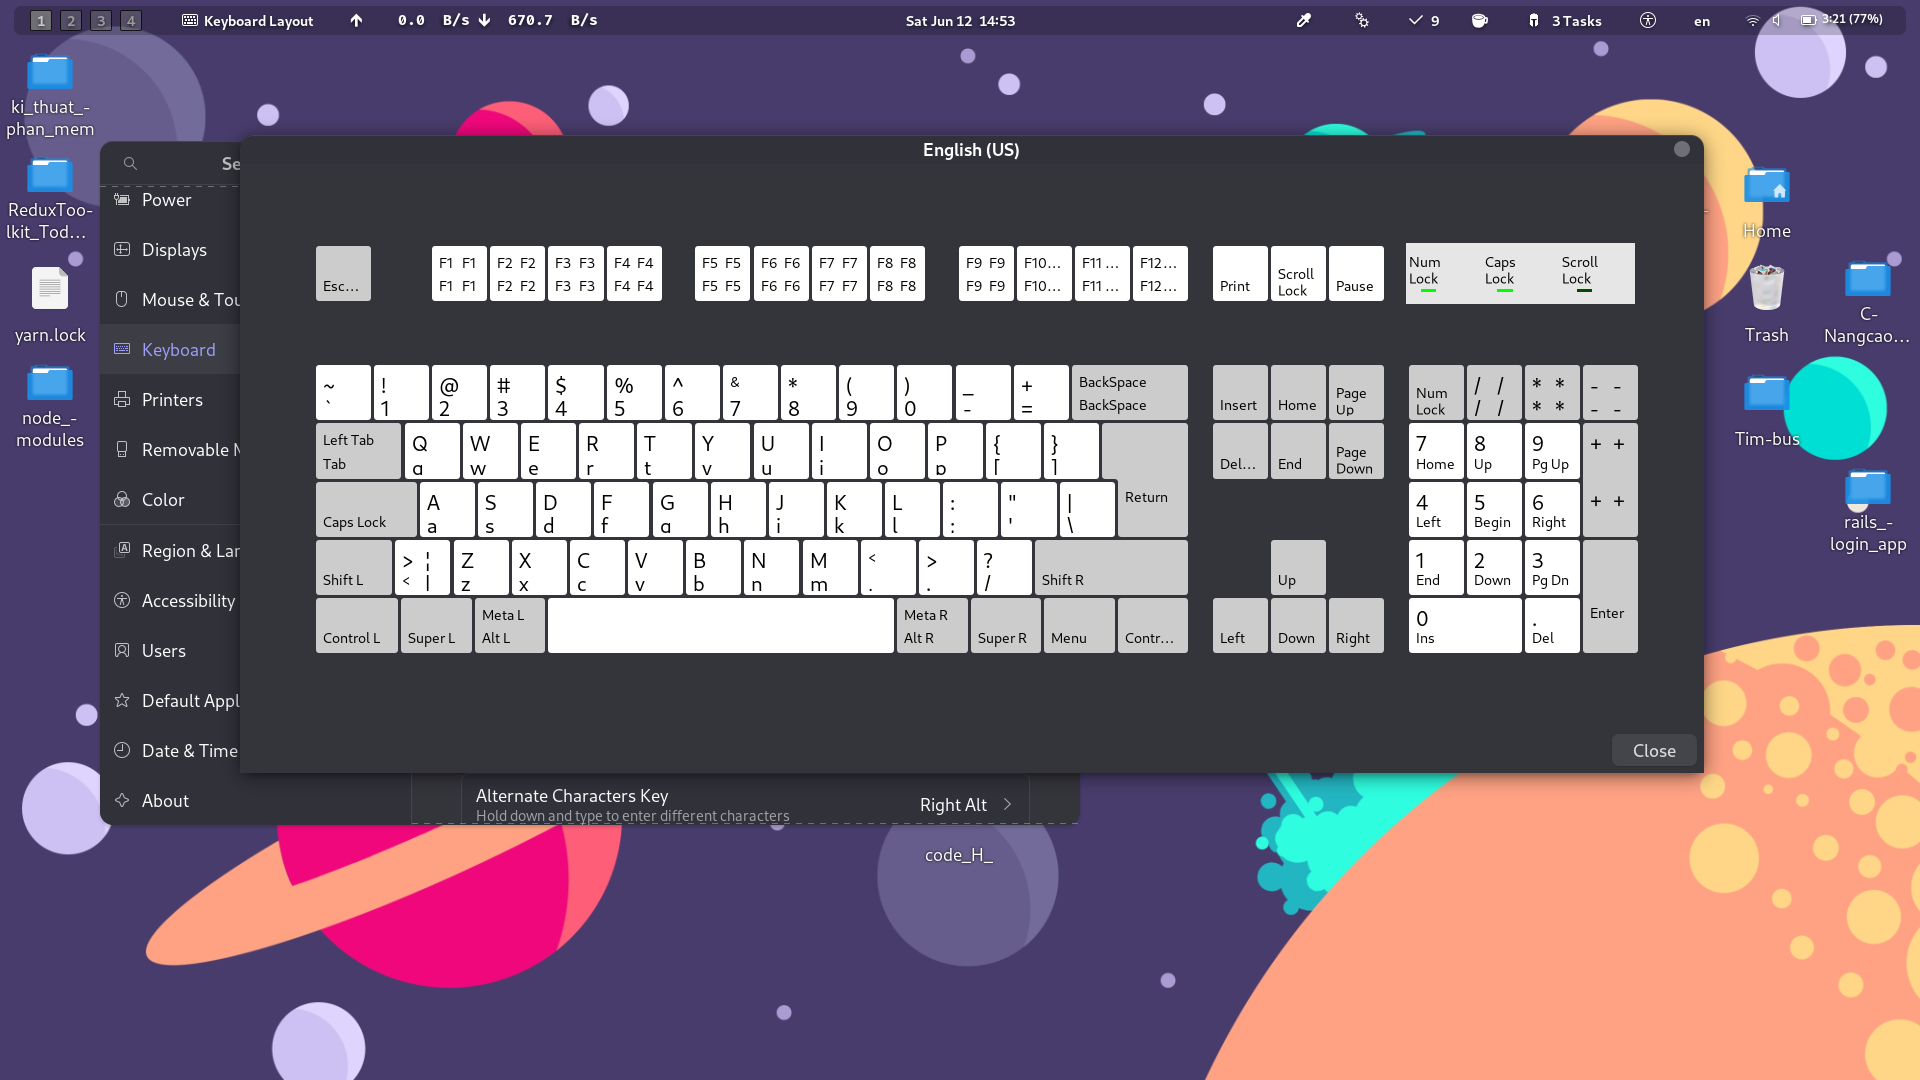 1 2 3 4 Keyboard Layout 0.0 B/s 670.7 B/s Sat Jun 12 14:53 9 3 Tasks en 3:21 (77%)
ki_thuat_-
phan_mem
ReduxToo-
lkit_Tod...
yarn.lock
node_-
modules
Se
Power
Displays
Mouse & Tou
Keyboard
Printers
Removable M
Color
Region & Lan
Accessibility
Users
Default Appl
Date & Time
About
English (US)
Esc... F1 F1 F2 F2 F3 F3 F4 F4 F5 F5 F6 F6 F7 F7 F8 F8 F9 F9 F10... F11 ... F12...
F1 F1 F2 F2 F3 F3 F4 F4 F5 F5 F6 F6 F7 F7 F8 F8 F9 F9 F10... F11 ... F12...
Print Scroll Lock Pause
Num Lock Caps Lock Scroll Lock
~ ! @ # $ % ^ & * ( ) _ + BackSpace
` 1 2 3 4 5 6 7 8 9 0 - = BackSpace
Insert Home Page Up Num Lock / / * * - -
/ / * * - -
Left Tab Q W E R T Y U I O P { }
Tab q w e r t y u i o p [ ]
Return
Del... End Page Down 7 Home 8 Up 9 Pg Up + +
+ +
Caps Lock A S D F G H J K L : " |
a s d f g h j k l ; ' \
4 Left 5 Begin 6 Right
Shift L > ¦ Z X C V B N M < > ? Shift R
< | z x c v b n m , . /
Up 1 End 2 Down 3 Pg Dn Enter
Control L Super L Meta L Alt L Meta R Alt R Super R Menu Contr...
Left Down Right 0 Ins . Del
Close
Alternate Characters Key
Hold down and type to enter different characters
Right Alt
code_H_
Home
Trash
Tim-bus
C-
Nangcao...
rails_-
login_app